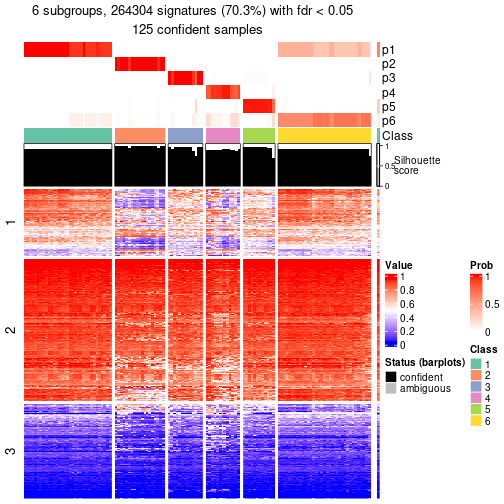 6 subgroups, 264304 signatures (70.3%) with fdr < 0.05
125 confident samples
p1
p2
p3
p4
p5
p6
Class
1
0.5
0
Silhouette
score
1
2
3
Value
1
0.8
0.6
0.4
0.2
0
Status (barplots)
confident
ambiguous
Prob
1
0.5
0
Class
1
2
3
4
5
6